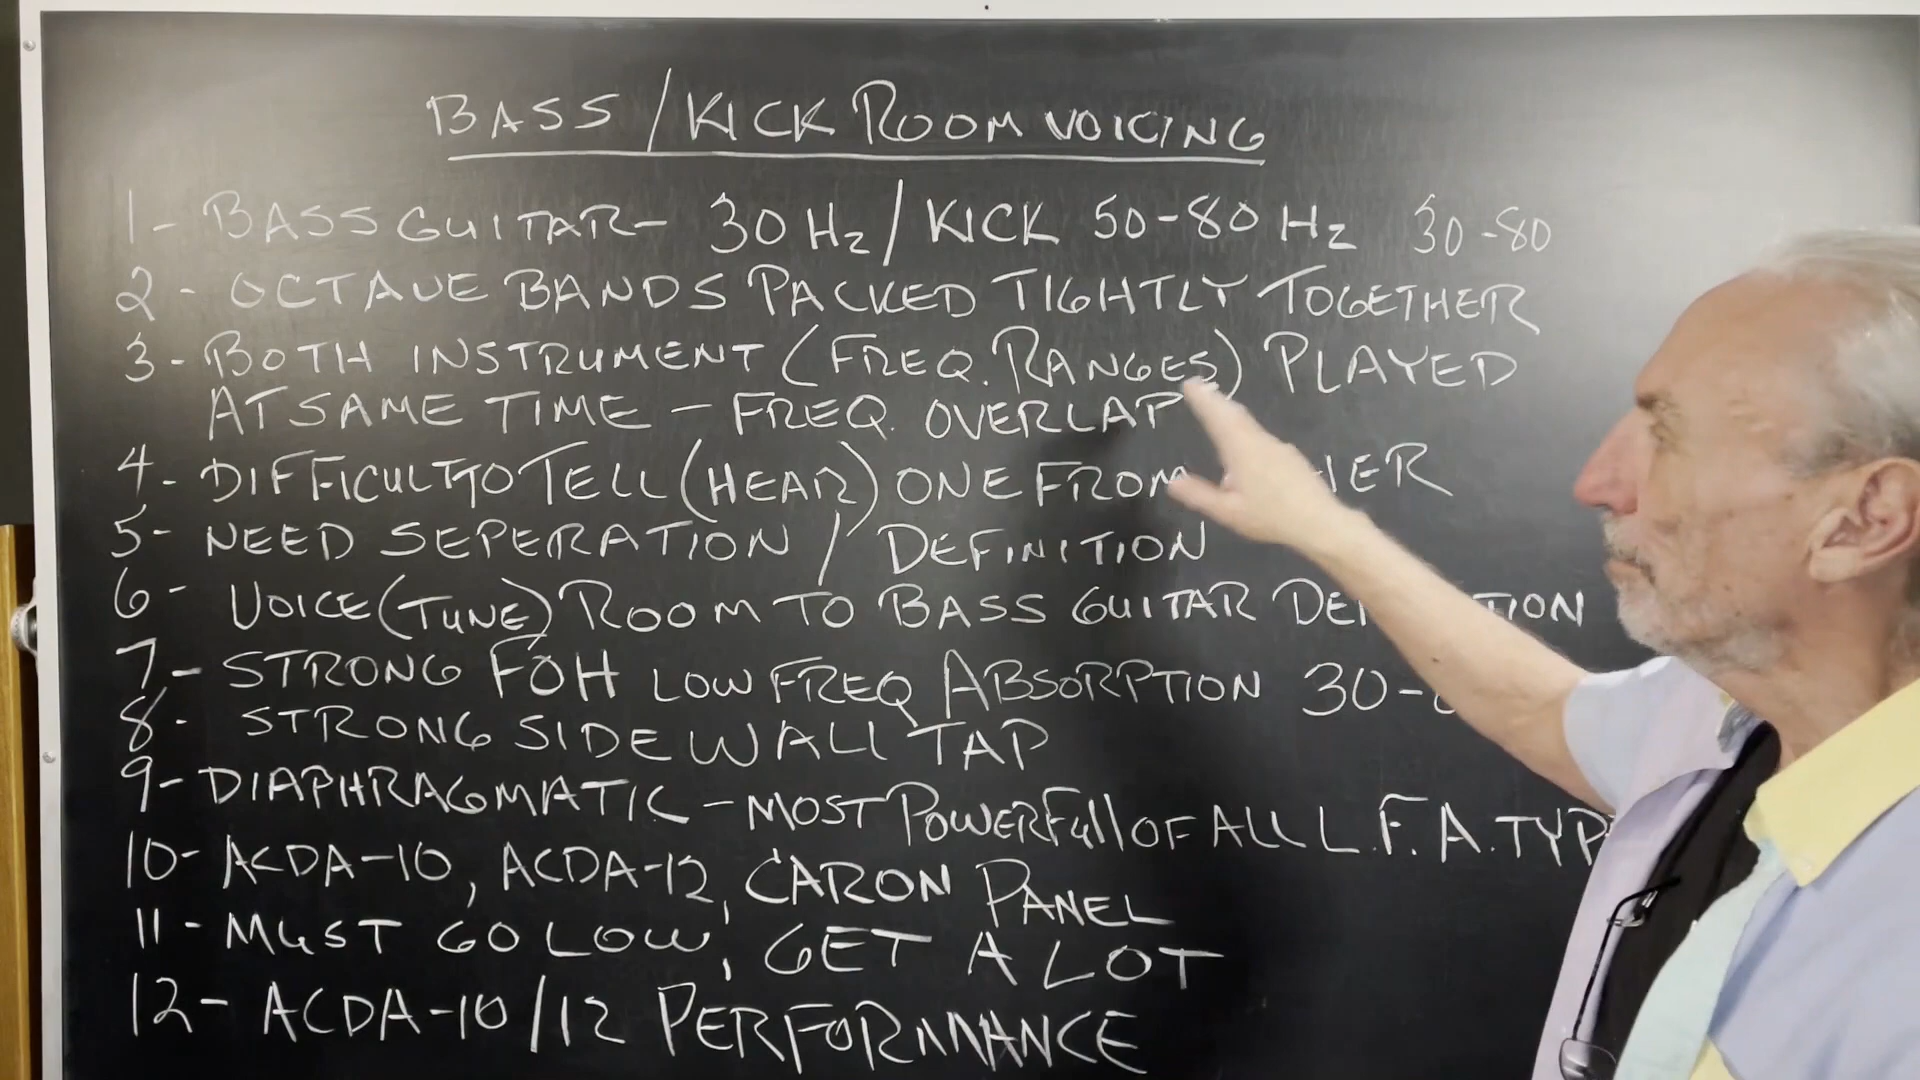 BASS / KICK ROOM VOICING
1- BASS GUITAR- 30 Hz / KICK 50-80 Hz 30-80
2 - OCTAVE BANDS PACKED TIGHTLY TOGETHER
3 - BOTH INSTRUMENT (FREQ. RANGES) PLAYED
AT SAME TIME - FREQ. OVERLAP
4 - DIFFICULT TO TELL (HEAR) ONE FROM
5 - NEED SEPERATION / DEFINITION
6 - VOICE (TUNE) ROOM TO BASS GUITAR
7 - STRONG FOH LOW FREQ ABSORPTION 30-
8 - STRONG SIDE WALL TAP
9 - DIAPHRAGMATIC - MOST POWERFull OF ALL L.F.A. TYP
10- ACDA-10, ACDA-12, CARON PANEL
11 - MUST GO LOW, GET A LOT
12 - ACDA-10/12 PERFORMANCE